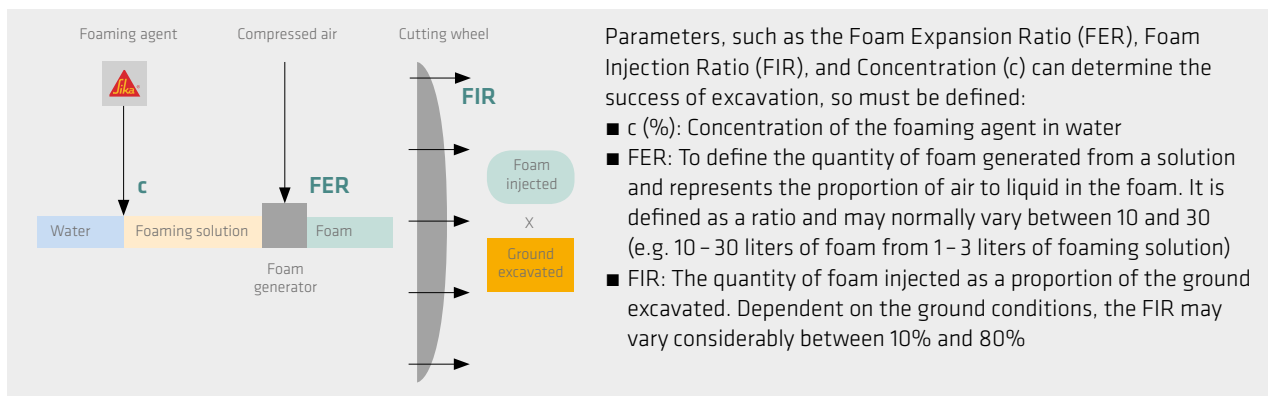 Foaming agent
Compressed air
Cutting wheel
Sika
FIR
c
FER
Water
Foaming solution
Foam
Foam
generator
Foam
injected
X
Ground
excavated
Parameters, such as the Foam Expansion Ratio (FER), Foam
Injection Ratio (FIR), and Concentration (c) can determine the
success of excavation, so must be defined:
■ c (%): Concentration of the foaming agent in water
■ FER: To define the quantity of foam generated from a solution
and represents the proportion of air to liquid in the foam. It is
defined as a ratio and may normally vary between 10 and 30
(e.g. 10 – 30 liters of foam from 1 – 3 liters of foaming solution)
■ FIR: The quantity of foam injected as a proportion of the ground
excavated. Dependent on the ground conditions, the FIR may
vary considerably between 10% and 80%